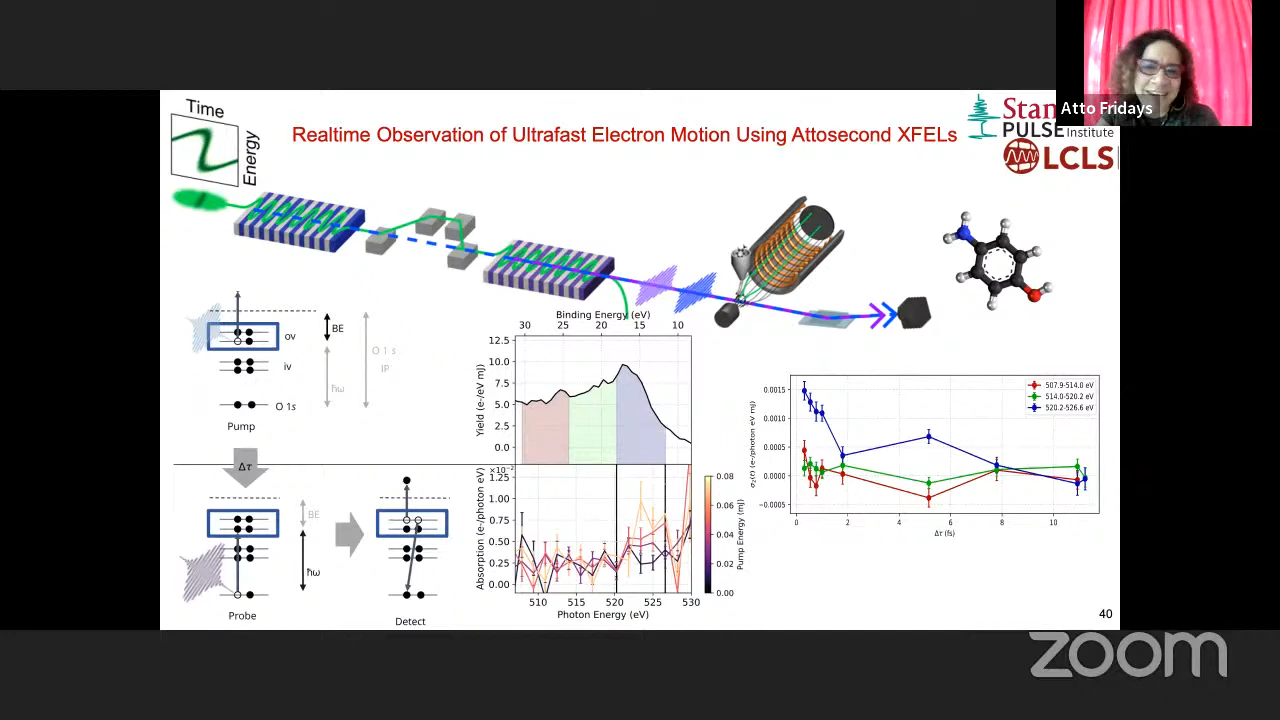 Atto Fridays
Time
Energy
Realtime Observation of Ultrafast Electron Motion Using Attosecond XFELs
Stan
PULSE Institute
LCLS
BE
ov
iv
O 1s
IP
ħω
O 1s
Pump
Δτ
BE
ħω
Probe
Detect
Binding Energy (eV)
30 25 20 15 10
Yield (e-/eV mJ)
12.5
10.0
7.5
5.0
2.5
0.0
×10⁻²
Absorption (e-/photon eV)
1.25
1.00
0.75
0.50
0.25
0.00
510 515 520 525 530
Photon Energy (eV)
0.08
0.06
0.04
0.02
0.00
Pump Energy (mJ)
507.9-514.0 eV
514.0-520.2 eV
520.2-526.6 eV
0.0015
0.0010
0.0005
0.0000
−0.0005
(e-/photon eV mJ)
0 2 4 6 8 10
Δτ (fs)
40
zoom